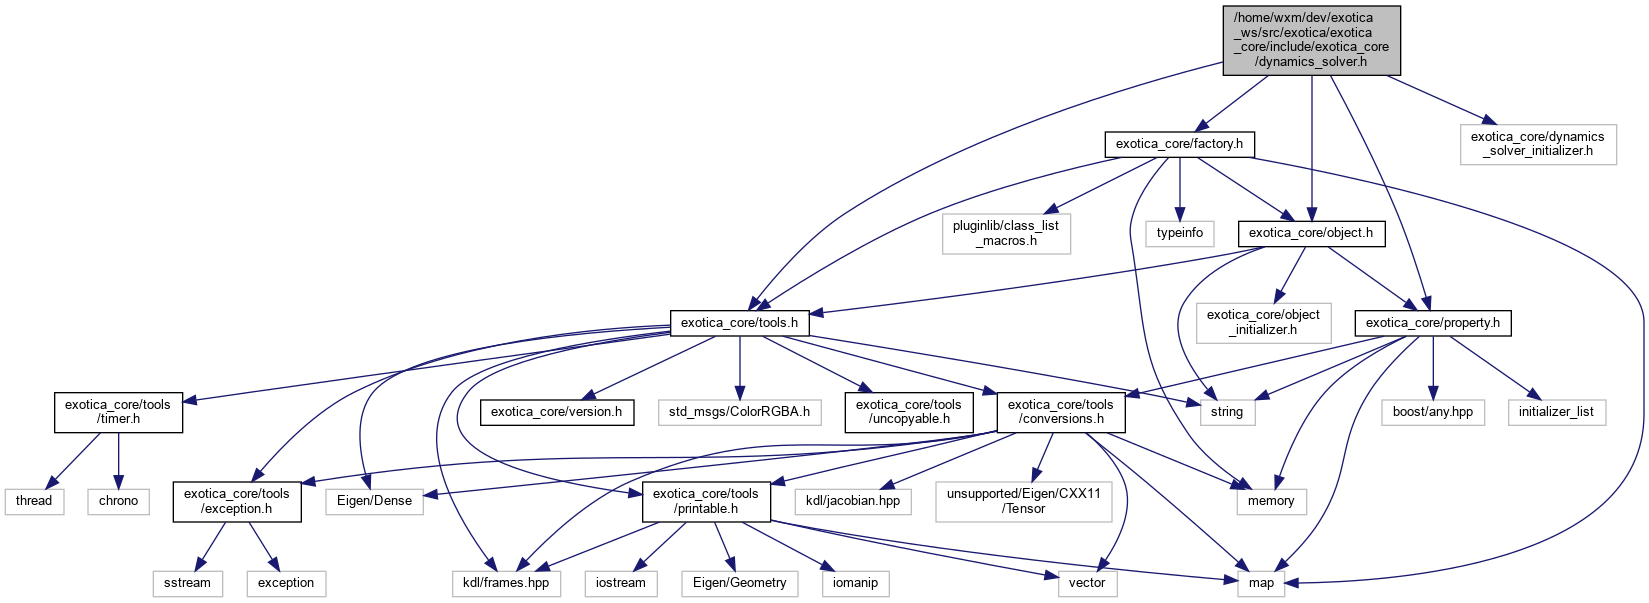 /home/wxm/dev/exotica
_ws/src/exotica/exotica
_core/include/exotica_core
/dynamics_solver.h
exotica_core/factory.h
exotica_core/dynamics
_solver_initializer.h
pluginlib/class_list
_macros.h
typeinfo
exotica_core/object.h
exotica_core/tools.h
exotica_core/object
_initializer.h
exotica_core/property.h
exotica_core/tools
/timer.h
exotica_core/version.h
std_msgs/ColorRGBA.h
exotica_core/tools
/uncopyable.h
exotica_core/tools
/conversions.h
string
boost/any.hpp
initializer_list
thread
chrono
exotica_core/tools
/exception.h
Eigen/Dense
exotica_core/tools
/printable.h
kdl/jacobian.hpp
unsupported/Eigen/CXX11
/Tensor
memory
sstream
exception
kdl/frames.hpp
iostream
Eigen/Geometry
iomanip
vector
map